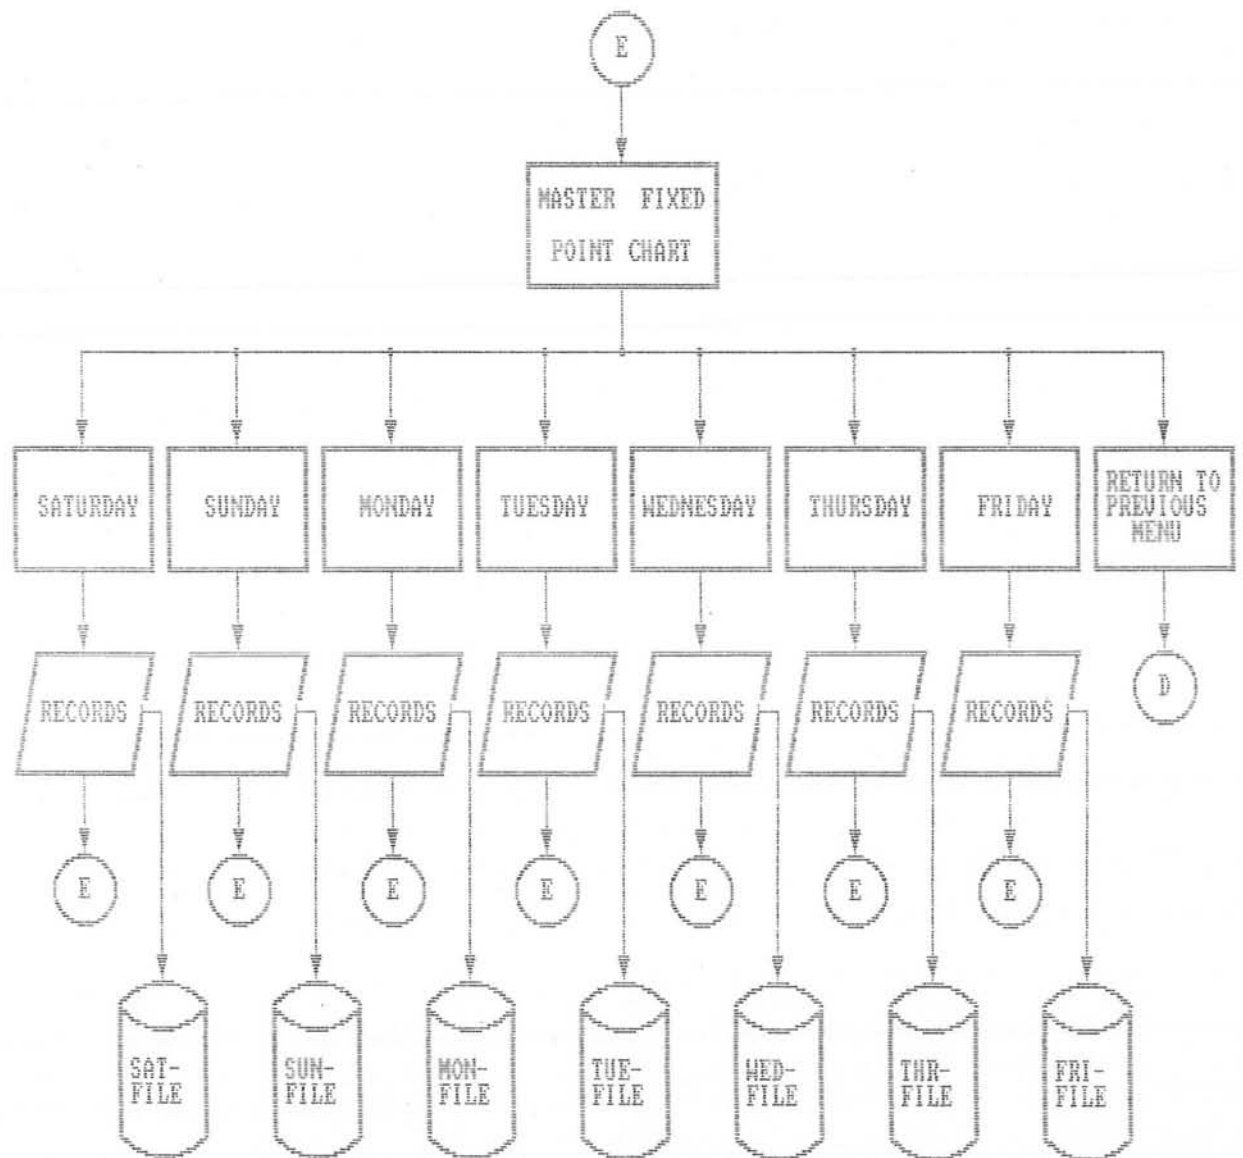 E
MASTER FIXED
POINT CHART
SATURDAY
SUNDAY
MONDAY
TUESDAY
WEDNESDAY
THURSDAY
FRIDAY
RETURN TO
PREVIOUS
MENU
RECORDS
RECORDS
RECORDS
RECORDS
RECORDS
RECORDS
RECORDS
D
E
E
E
E
E
E
E
SAT-
FILE
SUN-
FILE
MON-
FILE
TUE-
FILE
WED-
FILE
THR-
FILE
FRI-
FILE